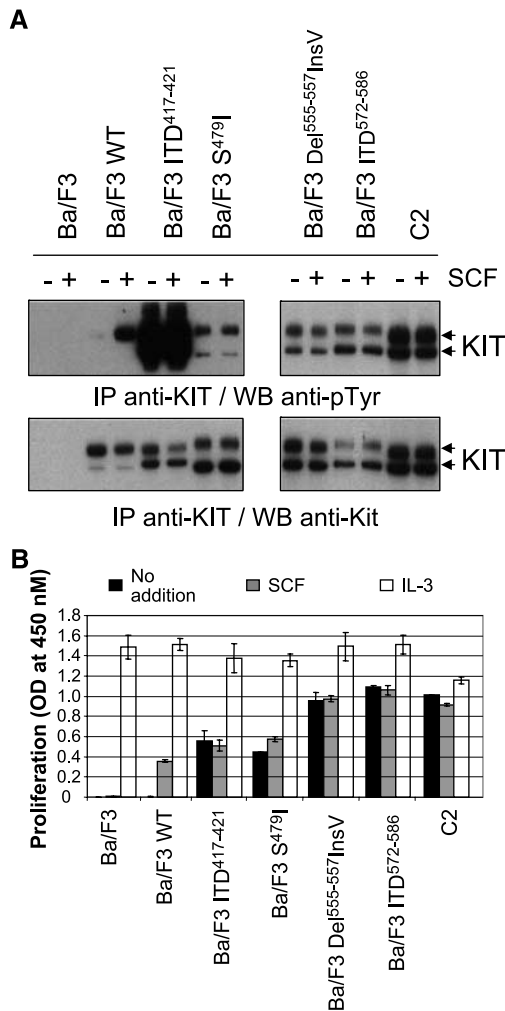 A
Ba/F3
Ba/F3 WT
Ba/F3 ITD417-421
Ba/F3 S479I
Ba/F3 Del555-557InsV
Ba/F3 ITD572-586
C2
- + - + - + - + - + - + - + SCF
KIT
IP anti-KIT / WB anti-pTyr
KIT
IP anti-KIT / WB anti-Kit
B
No addition
SCF
IL-3
Proliferation (OD at 450 nM)
1.8
1.6
1.4
1.2
1.0
0.8
0.6
0.4
0.2
0
Ba/F3
Ba/F3 WT
Ba/F3 ITD417-421
Ba/F3 S479I
Ba/F3 Del555-557InsV
Ba/F3 ITD572-586
C2